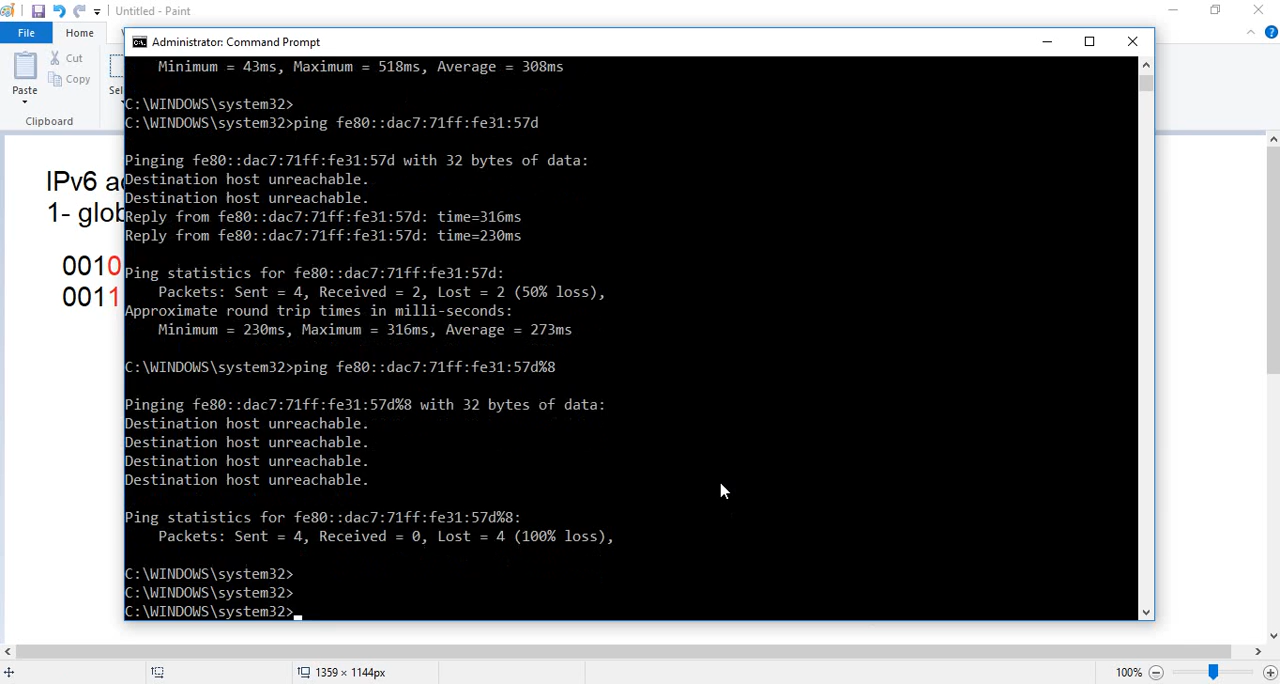 Untitled - Paint
File
Home
Paste
Cut
Copy
Sel
Clipboard
IPv6 a
1- glob
0010
0011
Administrator: Command Prompt
Minimum = 43ms, Maximum = 518ms, Average = 308ms
C:\WINDOWS\system32>
C:\WINDOWS\system32>ping fe80::dac7:71ff:fe31:57d
Pinging fe80::dac7:71ff:fe31:57d with 32 bytes of data:
Destination host unreachable.
Destination host unreachable.
Reply from fe80::dac7:71ff:fe31:57d: time=316ms
Reply from fe80::dac7:71ff:fe31:57d: time=230ms
Ping statistics for fe80::dac7:71ff:fe31:57d:
Packets: Sent = 4, Received = 2, Lost = 2 (50% loss),
Approximate round trip times in milli-seconds:
Minimum = 230ms, Maximum = 316ms, Average = 273ms
C:\WINDOWS\system32>ping fe80::dac7:71ff:fe31:57d%8
Pinging fe80::dac7:71ff:fe31:57d%8 with 32 bytes of data:
Destination host unreachable.
Destination host unreachable.
Destination host unreachable.
Destination host unreachable.
Ping statistics for fe80::dac7:71ff:fe31:57d%8:
Packets: Sent = 4, Received = 0, Lost = 4 (100% loss),
C:\WINDOWS\system32>
C:\WINDOWS\system32>
C:\WINDOWS\system32>
1359 × 1144px
100%